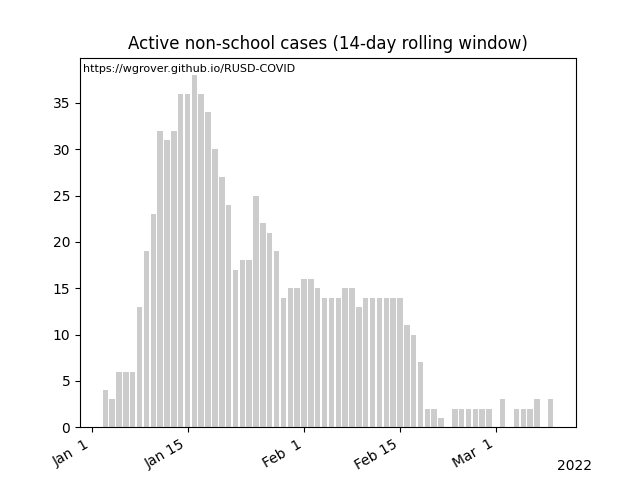 Active non-school cases (14-day rolling window)
https://wgrover.github.io/RUSD-COVID
35
30
25
20
15
10
5
0
Jan 1
Jan 15
Feb 1
Feb 15
Mar 1
2022